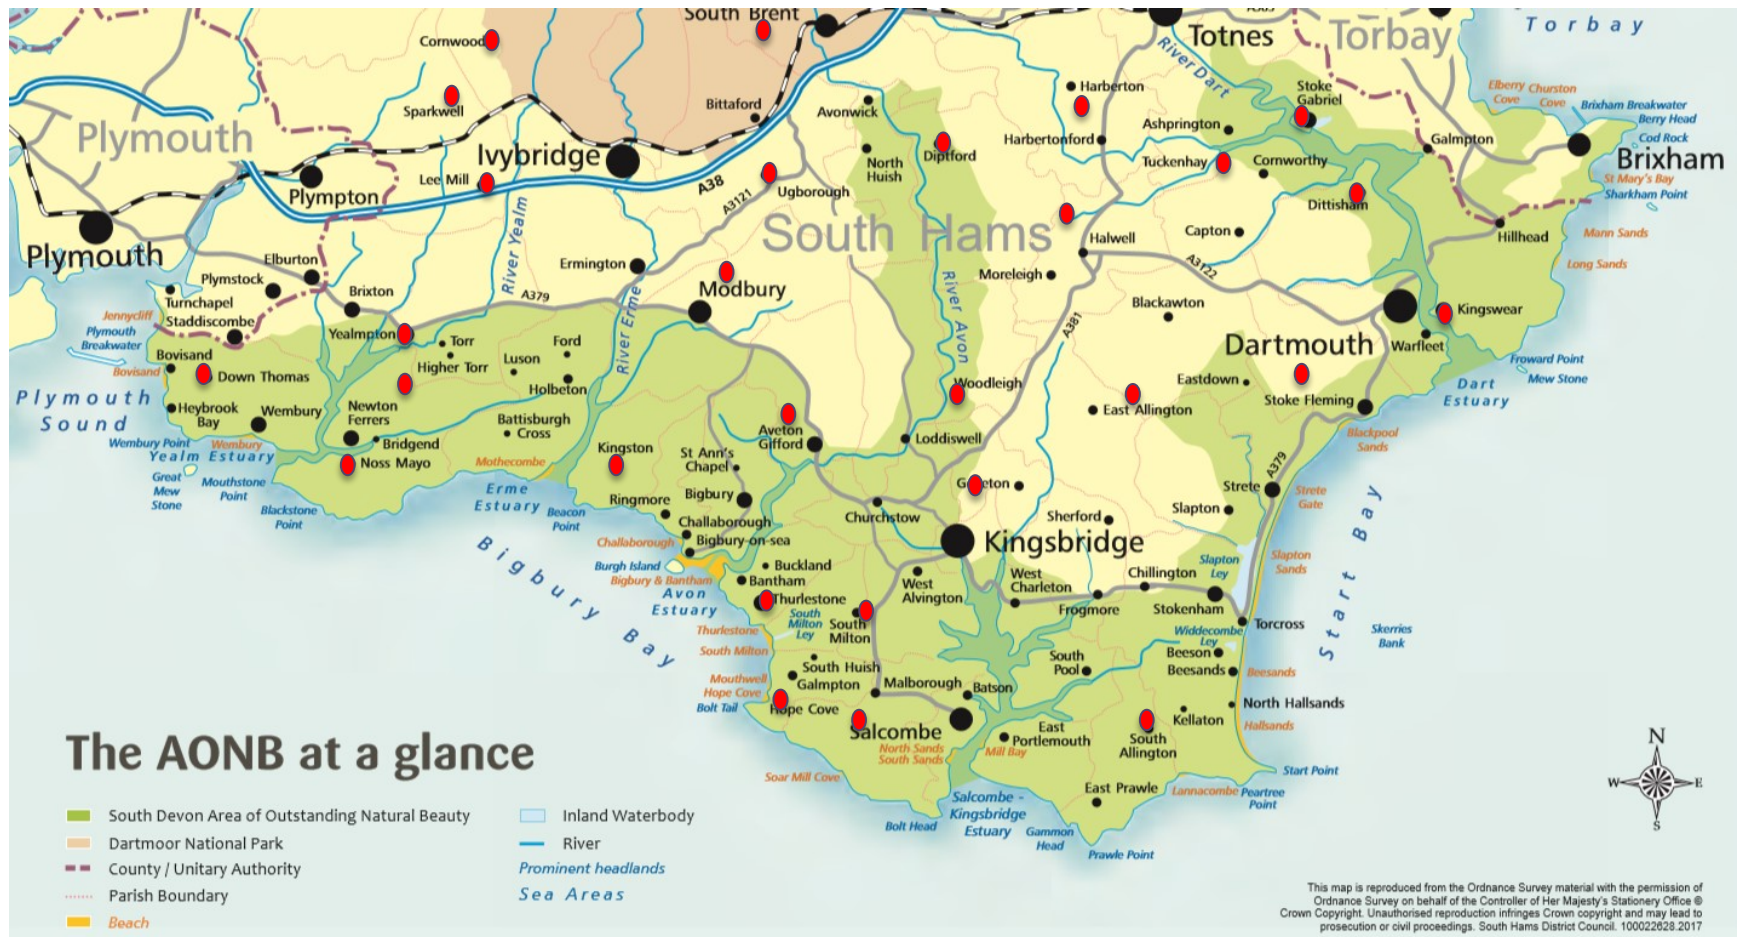 South Brent
Torbay
Cornwood
Totnes
Torbay
River Dart
Harberton
Stoke
Gabriel
Elberry
Cove
Churston
Cove
Brixham Breakwater
Berry Head
Sparkwell
Bittaford
Avonwick
Plymouth
Ashprington
Harbertonford
Galmpton
Cod Rock
Brixham
Ivybridge
Diptford
North
Huish
Tuckenhay
Cornworthy
St Mary's Bay
Sharkham Point
Lee Mill
A38
Plympton
A3121
Ugborough
Dittisham
River Yealm
South Hams
Plymouth
Halwell
Capton
Hillhead
Mann Sands
Elburton
Ermington
Moreleigh
A3122
Long Sands
Plymstock
Brixton
A379
Modbury
River Erme
River Avon
Blackawton
Turnchapel
Staddiscombe
Jennycliff
Plymouth
Breakwater
Yealmpton
Torr
Ford
A381
Kingswear
Dartmouth
Warfleet
Bovisand
Bovisand
Down Thomas
Higher Torr
Luson
Holbeton
Woodleigh
Eastdown
Froward Point
Mew Stone
Plymouth
Sound
Heybrook
Bay
Wembury
Newton
Ferrers
Battisburgh
Cross
East Allington
Stoke Fleming
Dart
Estuary
Wembury Point
Wembury
Yealm Estuary
Bridgend
Noss Mayo
Mothecombe
Kingston
Aveton
Gifford
St Ann's
Chapel
Loddiswell
Blackpool
Sands
A379
Great
Mew
Stone
Mouthstone
Point
Blackstone
Point
Erme
Estuary
Beacon
Point
Ringmore
Bigbury
Strete
Strete
Gate
Challaborough
Churchstow
Sherford
Slapton
Bigbury Bay
Challaborough
Bigbury-on-sea
Kingsbridge
Start Bay
Burgh Island
Bigbury & Bantham
Avon
Estuary
Buckland
Bantham
West
Alvington
West
Charleton
Chillington
Slapton
Ley
Slapton
Sands
Thurlestone
South
Milton
Ley
South
Milton
Frogmore
Stokenham
Torcross
Skerries
Bank
Thurlestone
South Milton
Widdecombe
Ley
Beeson
South Huish
South
Pool
Beesands
Beesands
Mouthwell
Hope Cove
Bolt Tail
Galmpton
Hope Cove
Malborough
Batson
North Hallsands
Kellaton
Hallsands
The AONB at a glance
Salcombe
North Sands
South Sands
East
Portlemouth
Mill Bay
South
Allington
Soar Mill Cove
Start Point
East Prawle
Lannacombe
Peartree
Point
Bolt Head
Salcombe -
Kingsbridge
Estuary
Gammon
Head
Prawle Point
N
W
E
S
South Devon Area of Outstanding Natural Beauty
Dartmoor National Park
County / Unitary Authority
Parish Boundary
Beach
Inland Waterbody
River
Prominent headlands
Sea Areas
This map is reproduced from the Ordnance Survey material with the permission of
Ordnance Survey on behalf of the Controller of Her Majesty's Stationery Office ©
Crown Copyright. Unauthorised reproduction infringes Crown copyright and may lead to
prosecution or civil proceedings. South Hams District Council. 100022628.2017